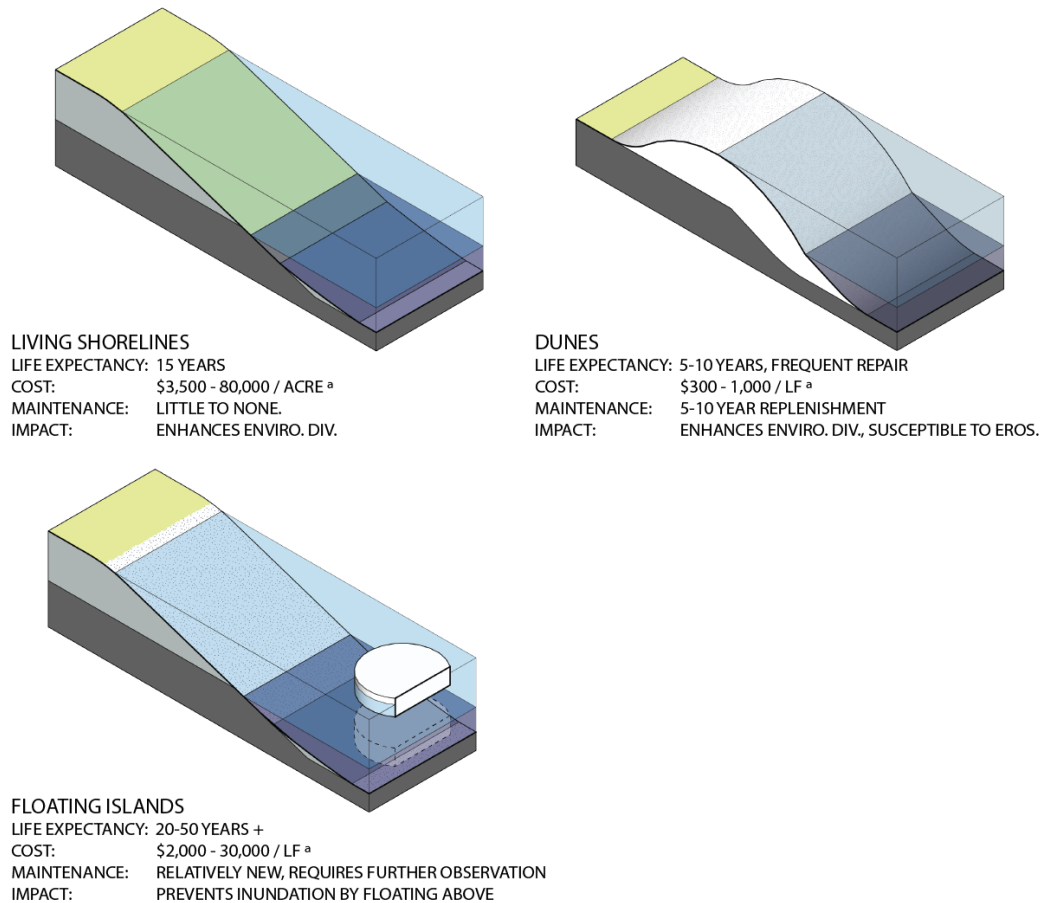 LIVING SHORELINES
LIFE EXPECTANCY: 15 YEARS
COST: $3,500 - 80,000 / ACRE ª
MAINTENANCE: LITTLE TO NONE.
IMPACT: ENHANCES ENVIRO. DIV.
DUNES
LIFE EXPECTANCY: 5-10 YEARS, FREQUENT REPAIR
COST: $300 - 1,000 / LF ª
MAINTENANCE: 5-10 YEAR REPLENISHMENT
IMPACT: ENHANCES ENVIRO. DIV., SUSCEPTIBLE TO EROS.
FLOATING ISLANDS
LIFE EXPECTANCY: 20-50 YEARS +
COST: $2,000 - 30,000 / LF ª
MAINTENANCE: RELATIVELY NEW, REQUIRES FURTHER OBSERVATION
IMPACT: PREVENTS INUNDATION BY FLOATING ABOVE